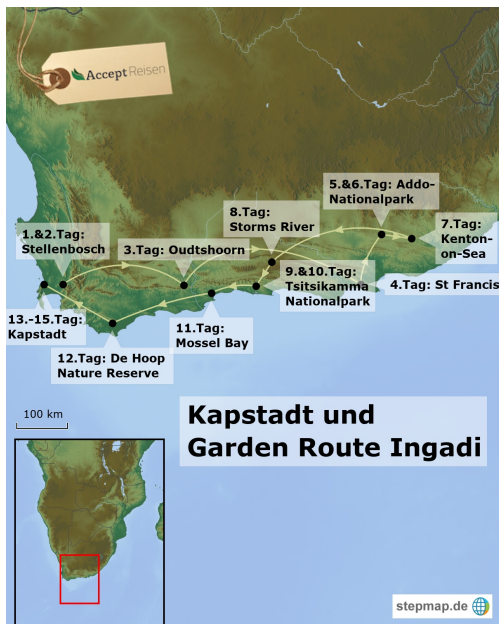 Accept Reisen
5.&6.Tag: Addo-
Nationalpark
8.Tag:
Storms River
7.Tag:
Kenton-
on-Sea
1.&2.Tag:
Stellenbosch
3.Tag: Oudtshoorn
9.&10.Tag:
Tsitsikamma
Nationalpark
4.Tag: St Francis
13.-15.Tag:
Kapstadt
11.Tag:
Mossel Bay
12.Tag: De Hoop
Nature Reserve
100 km
Kapstadt und
Garden Route Ingadi
stepmap.de